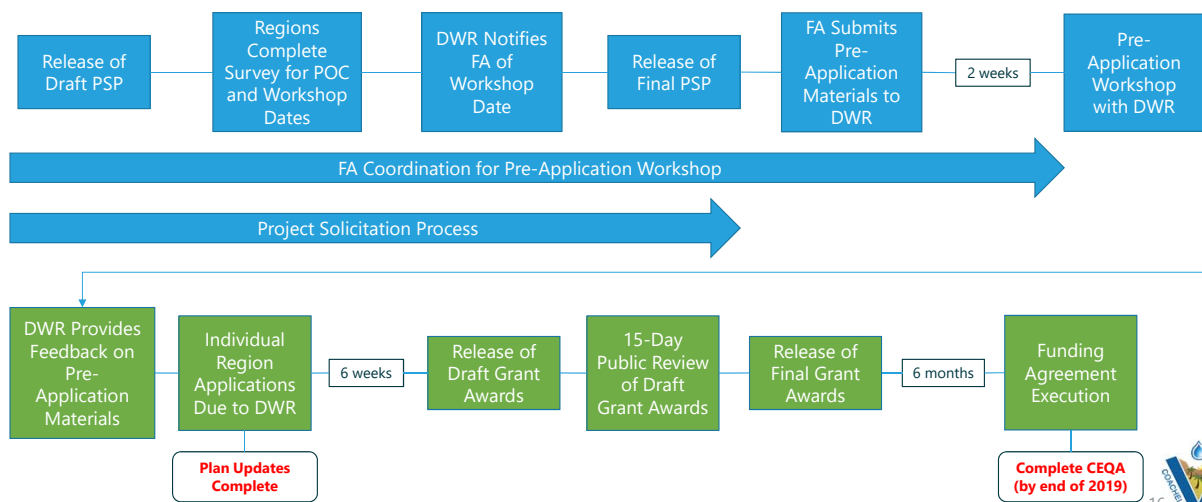 Release of
Draft PSP
Regions
Complete
Survey for POC
and Workshop
Dates
DWR Notifies
FA of
Workshop
Date
Release of
Final PSP
FA Submits
Pre-
Application
Materials to
DWR
2 weeks
Pre-
Application
Workshop
with DWR
FA Coordination for Pre-Application Workshop
Project Solicitation Process
DWR Provides
Feedback on
Pre-
Application
Materials
Individual
Region
Applications
Due to DWR
6 weeks
Release of
Draft Grant
Awards
15-Day
Public Review
of Draft
Grant Awards
Release of
Final Grant
Awards
6 months
Funding
Agreement
Execution
Plan Updates
Complete
Complete CEQA
(by end of 2019)